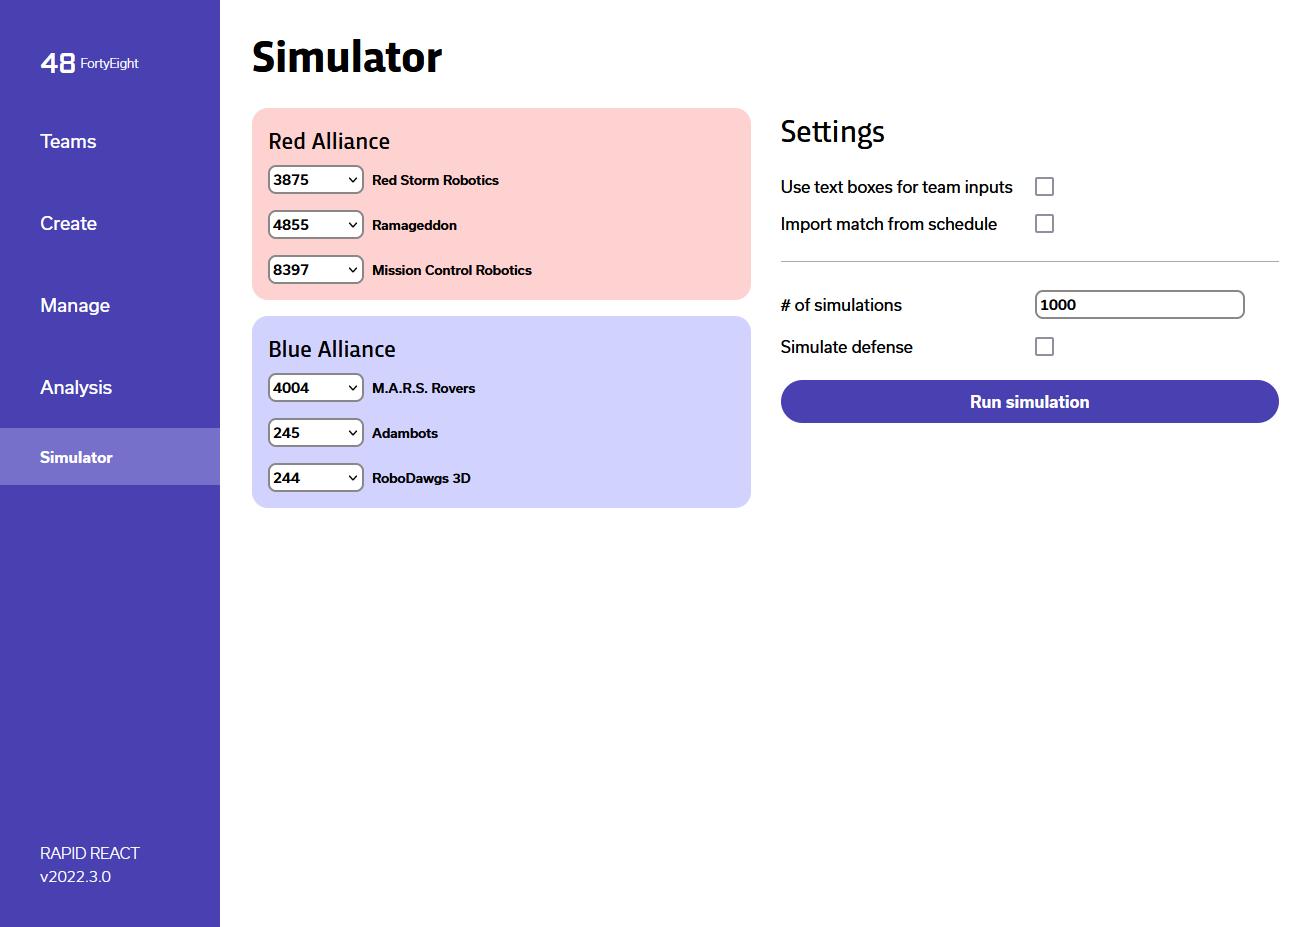 48 FortyEight
Teams
Create
Manage
Analysis
Simulator
RAPID REACT
v2022.3.0
Simulator
Red Alliance
3875 Red Storm Robotics
4855 Ramageddon
8397 Mission Control Robotics
Blue Alliance
4004 M.A.R.S. Rovers
245 Adambots
244 RoboDawgs 3D
Settings
Use text boxes for team inputs
Import match from schedule
# of simulations 1000
Simulate defense
Run simulation